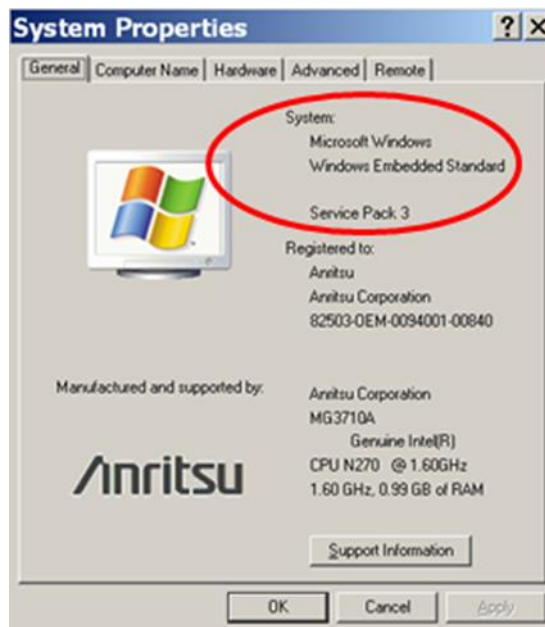 System Properties
General Computer Name Hardware Advanced Remote
System:
Microsoft Windows
Windows Embedded Standard
Service Pack 3
Registered to:
Anritsu
Anritsu Corporation
82503-OEM-0094001-00840
Manufactured and supported by:
Anritsu
Anritsu Corporation
MG3710A
Genuine Intel(R)
CPU N270 @ 1.60GHz
1.60 GHz, 0.99 GB of RAM
Support Information
OK Cancel Apply